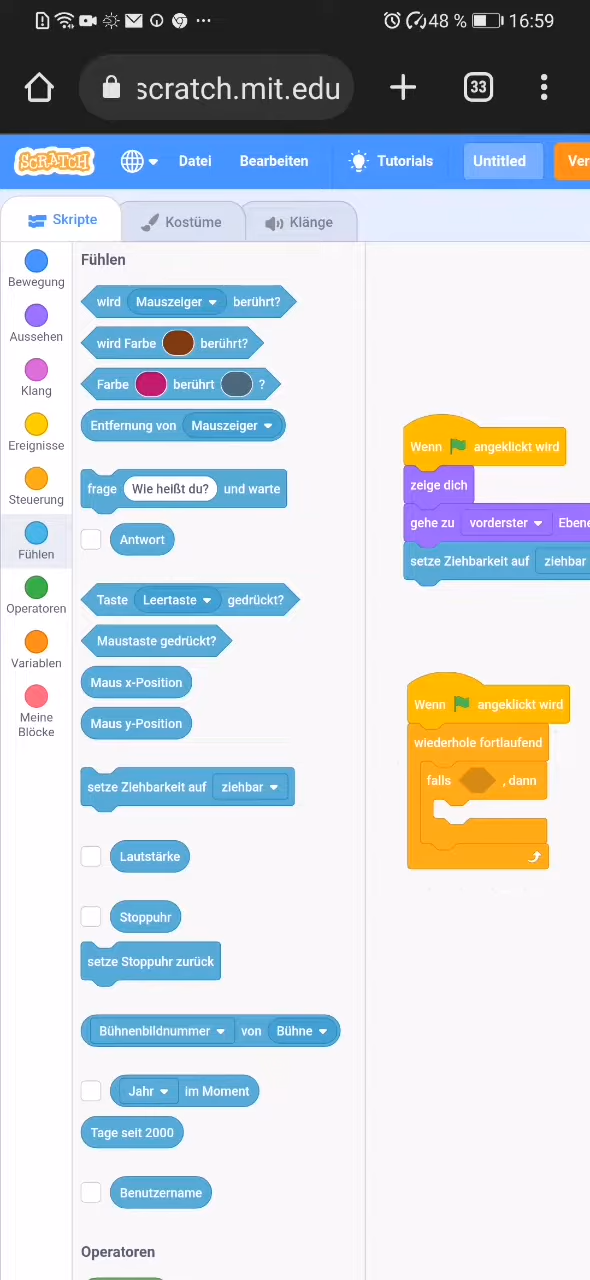 48 % 16:59
scratch.mit.edu 33
SCRATCH Datei Bearbeiten Tutorials Untitled Ver
Skripte Kostüme Klänge
Bewegung
Aussehen
Klang
Ereignisse
Steuerung
Fühlen
Operatoren
Variablen
Meine
Blöcke
Fühlen
wird Mauszeiger berührt?
wird Farbe berührt?
Farbe berührt ?
Entfernung von Mauszeiger
frage Wie heißt du? und warte
Antwort
Taste Leertaste gedrückt?
Maustaste gedrückt?
Maus x-Position
Maus y-Position
setze Ziehbarkeit auf ziehbar
Lautstärke
Stoppuhr
setze Stoppuhr zurück
Bühnenbildnummer von Bühne
Jahr im Moment
Tage seit 2000
Benutzername
Operatoren
Wenn angeklickt wird
zeige dich
gehe zu vorderster Ebene
setze Ziehbarkeit auf ziehbar
Wenn angeklickt wird
wiederhole fortlaufend
falls , dann